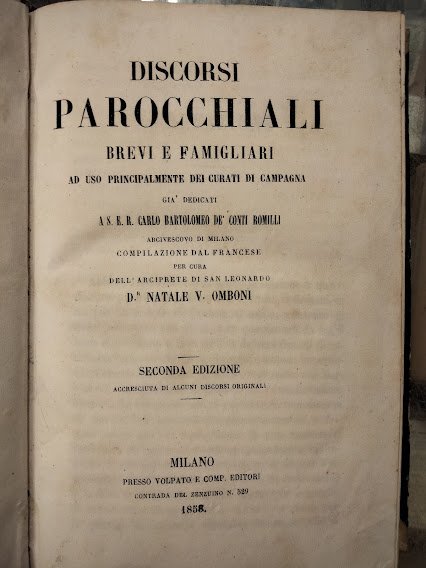 DISCORSI
PAROCCHIALI
BREVI E FAMIGLIARI
AD USO PRINCIPALMENTE DEI CURATI DI CAMPAGNA
GIA' DEDICATI
A S. E. R. CARLO BARTOLOMEO DE' CONTI ROMILLI
ARCIVESCOVO DI MILANO
COMPILAZIONE DAL FRANCESE
PER CURA
DELL'ARCIPRETE DI SAN LEONARDO
D.R NATALE V. OMBONI
SECONDA EDIZIONE
ACCRESCIUTA DI ALCUNI DISCORSI ORIGINALI
MILANO
PRESSO VOLPATO E COMP. EDITORI
CONTRADA DEL ZENZUINO N. 529